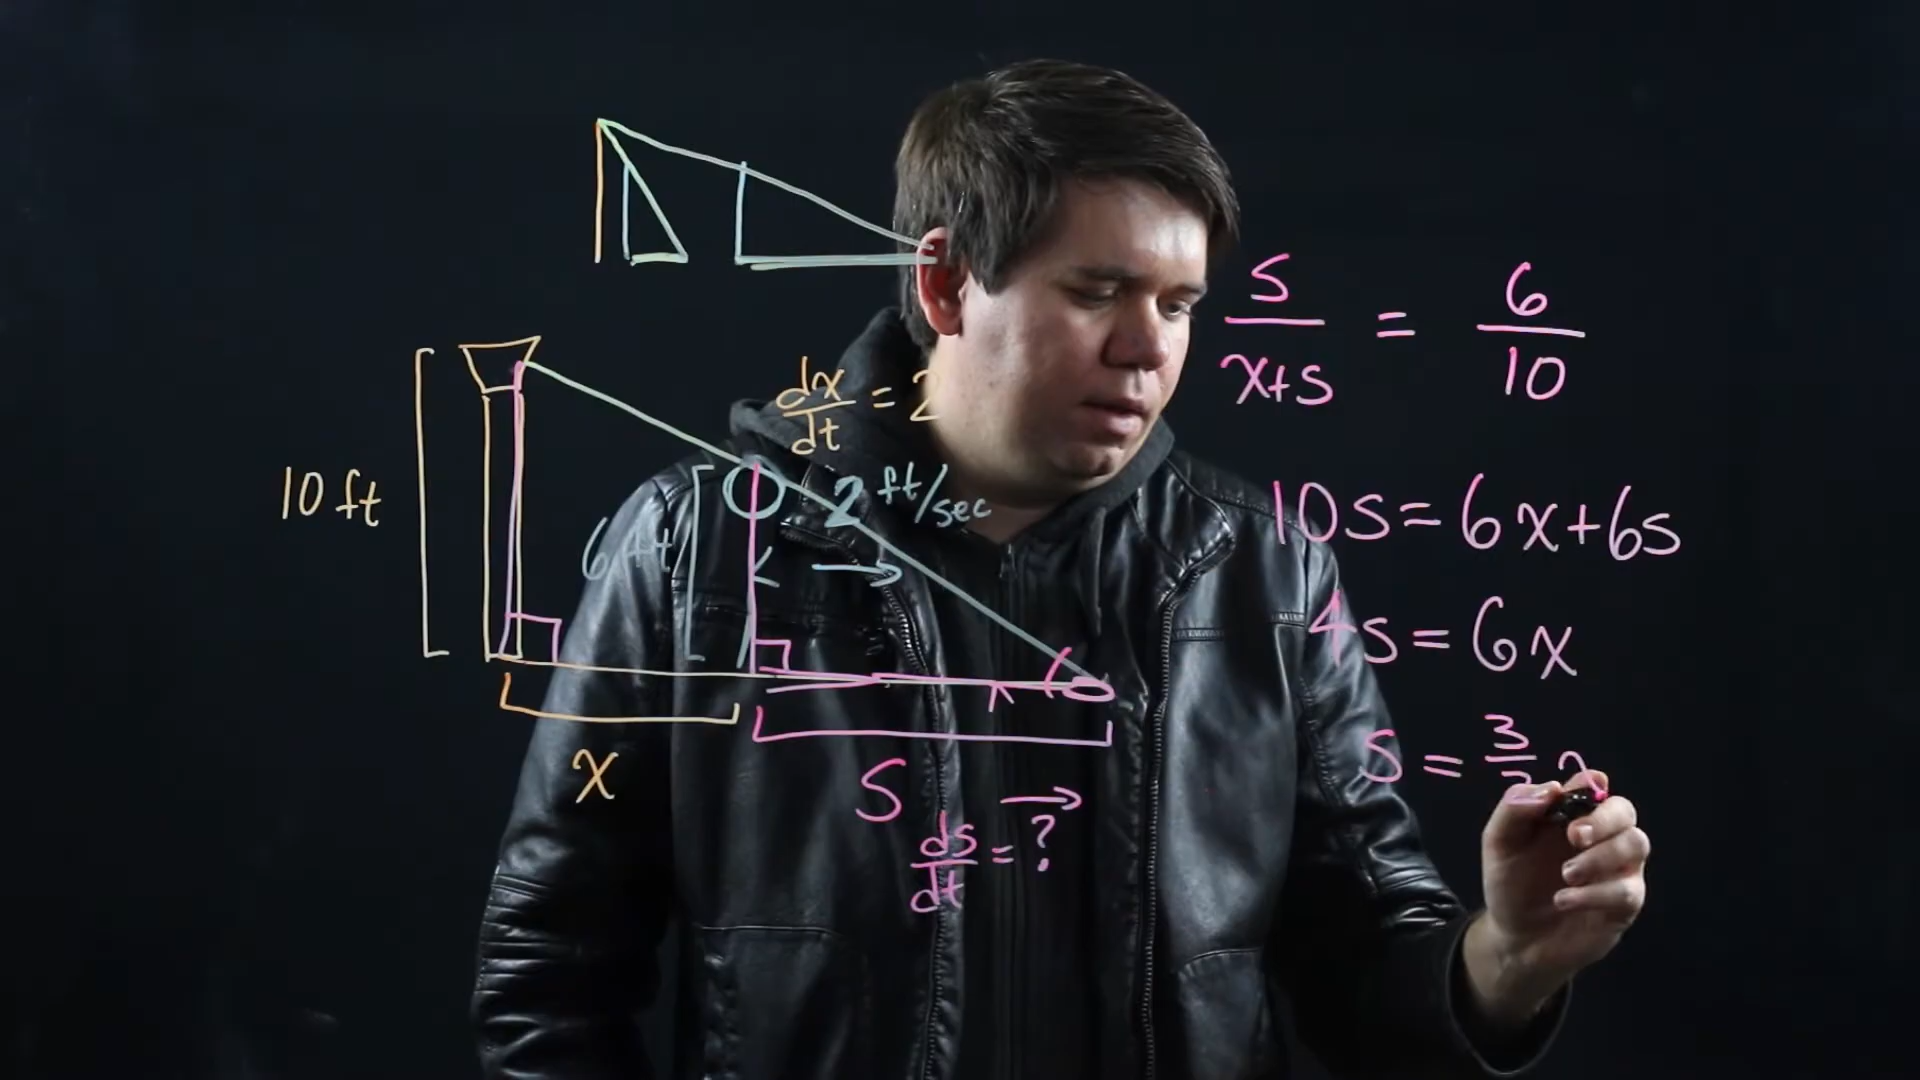 s/(x+s) = 6/10
dx/dt = 2
10 ft
6 ft
2 ft/sec
10s = 6x+6s
4s = 6x
s = 3/2 x
x
S
ds/dt = ?